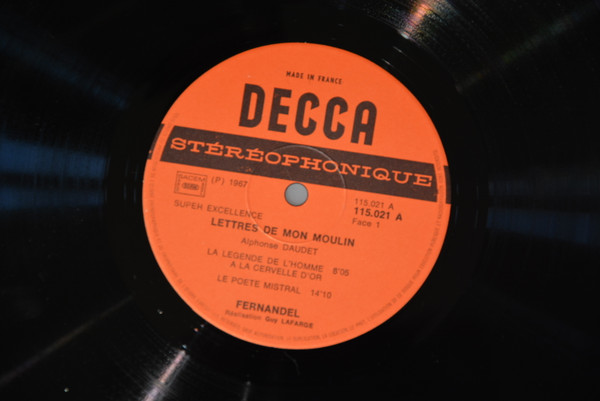 MADE IN FRANCE
DECCA
STÉRÉOPHONIQUE
SACEM
(P) 1967
115.021 A
115.021 A
Face 1
SUPER EXCELLENCE
LETTRES DE MON MOULIN
Alphonse DAUDET
LA LEGENDE DE L'HOMME 8'05
A LA CERVELLE D'OR
LE POETE MISTRAL 14'10
FERNANDEL
Réalisation Guy LAFARGE